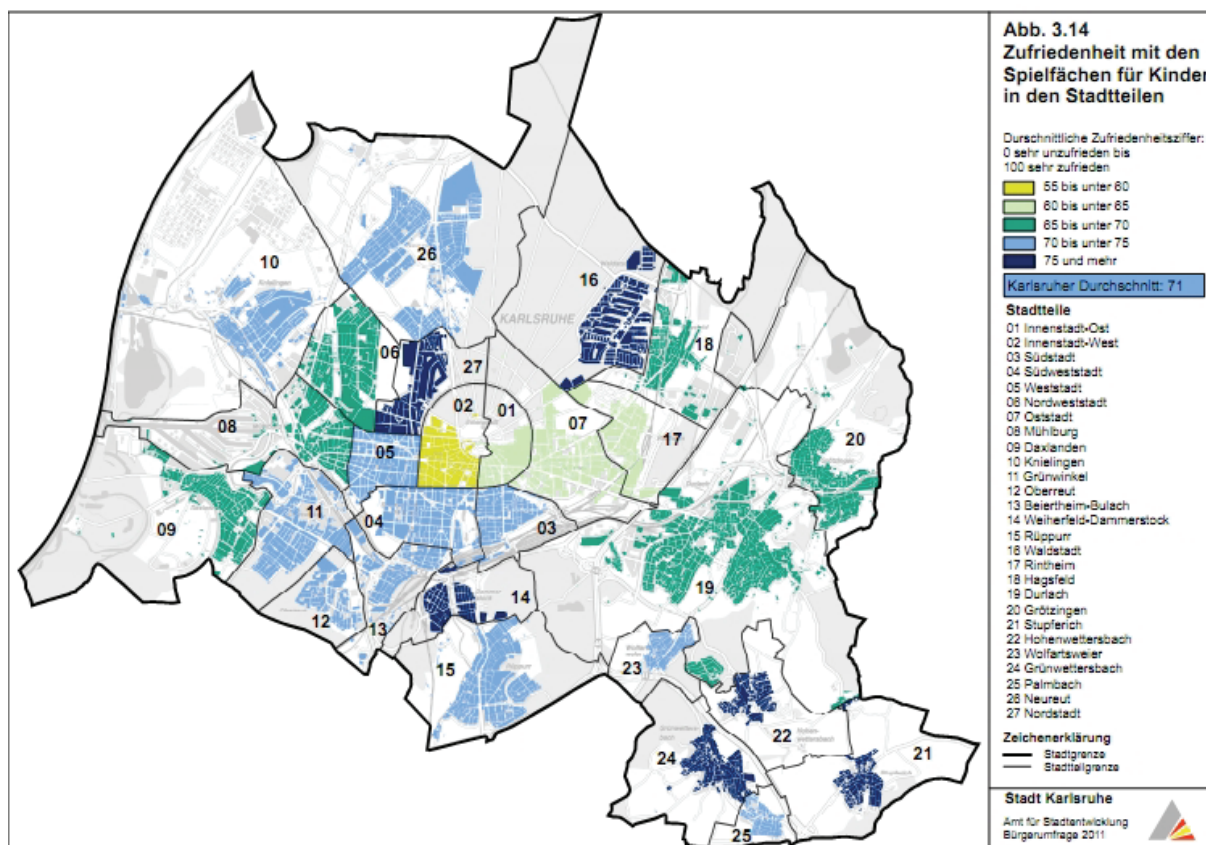 Abb. 3.14
Zufriedenheit mit den
Spielfächen für Kinder
in den Stadtteilen
Durschnittliche Zufriedenheitsziffer:
0 sehr unzufrieden bis
100 sehr zufrieden
55 bis unter 60
60 bis unter 65
65 bis unter 70
70 bis unter 75
75 und mehr
Karlsruher Durchschnitt: 71
Stadtteile
01 Innenstadt-Ost
02 Innenstadt-West
03 Südstadt
04 Südweststadt
05 Weststadt
06 Nordweststadt
07 Oststadt
08 Mühlburg
09 Daxlanden
10 Knielingen
11 Grünwinkel
12 Oberreut
13 Beiertheim-Bulach
14 Weiherfeld-Dammerstock
15 Rüppurr
16 Waldstadt
17 Rintheim
18 Hagsfeld
19 Durlach
20 Grötzingen
21 Stupferich
22 Hohenwettersbach
23 Wolfartsweier
24 Grünwettersbach
25 Palmbach
26 Neureut
27 Nordstadt
Zeichenerklärung
Stadtgrenze
Stadtteilgrenze
Stadt Karlsruhe
Amt für Stadtentwicklung
Bürgerumfrage 2011
26
10
Knielingen
16
KARLSRUHE
06
18
27
02
01
07
08
17
20
05
11
04
03
09
19
14
12
13
15
Rüppurr
23
22
21
24
25